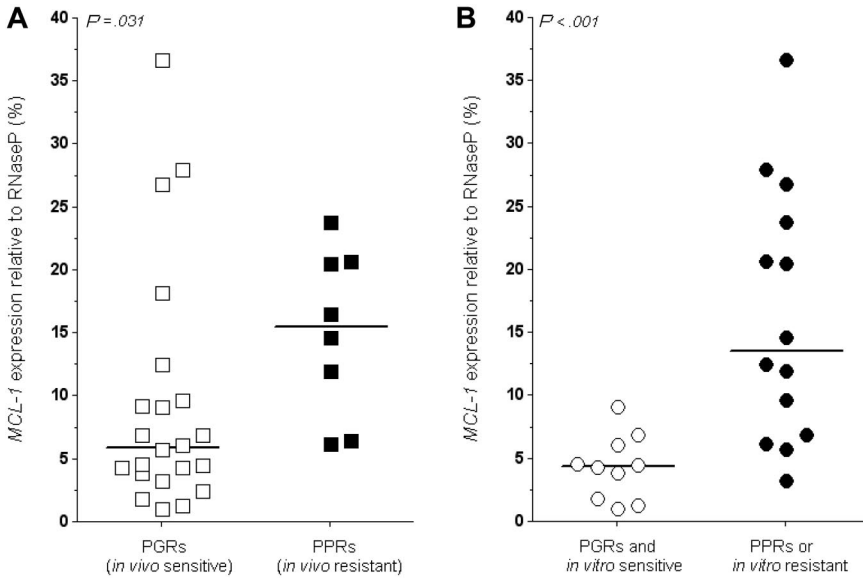 A
P = .031
MCL-1 expression relative to RNaseP (%)
40
35
30
25
20
15
10
5
0
PGRs
(in vivo sensitive)
PPRs
(in vivo resistant)
B
P < .001
MCL-1 expression relative to RNaseP (%)
40
35
30
25
20
15
10
5
0
PGRs and
in vitro sensitive
PPRs or
in vitro resistant